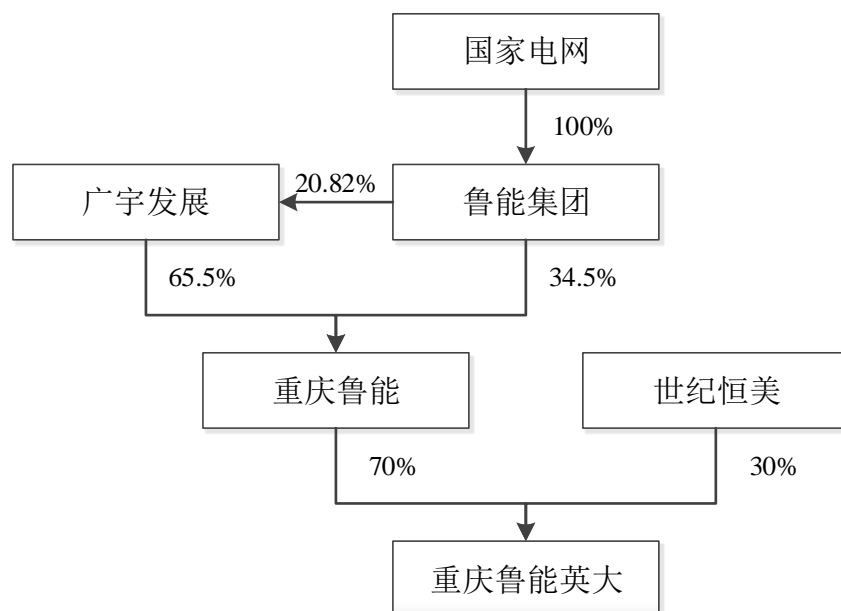 国家电网
100%
广宇发展
20.82%
鲁能集团
65.5%
34.5%
重庆鲁能
世纪恒美
70%
30%
重庆鲁能英大